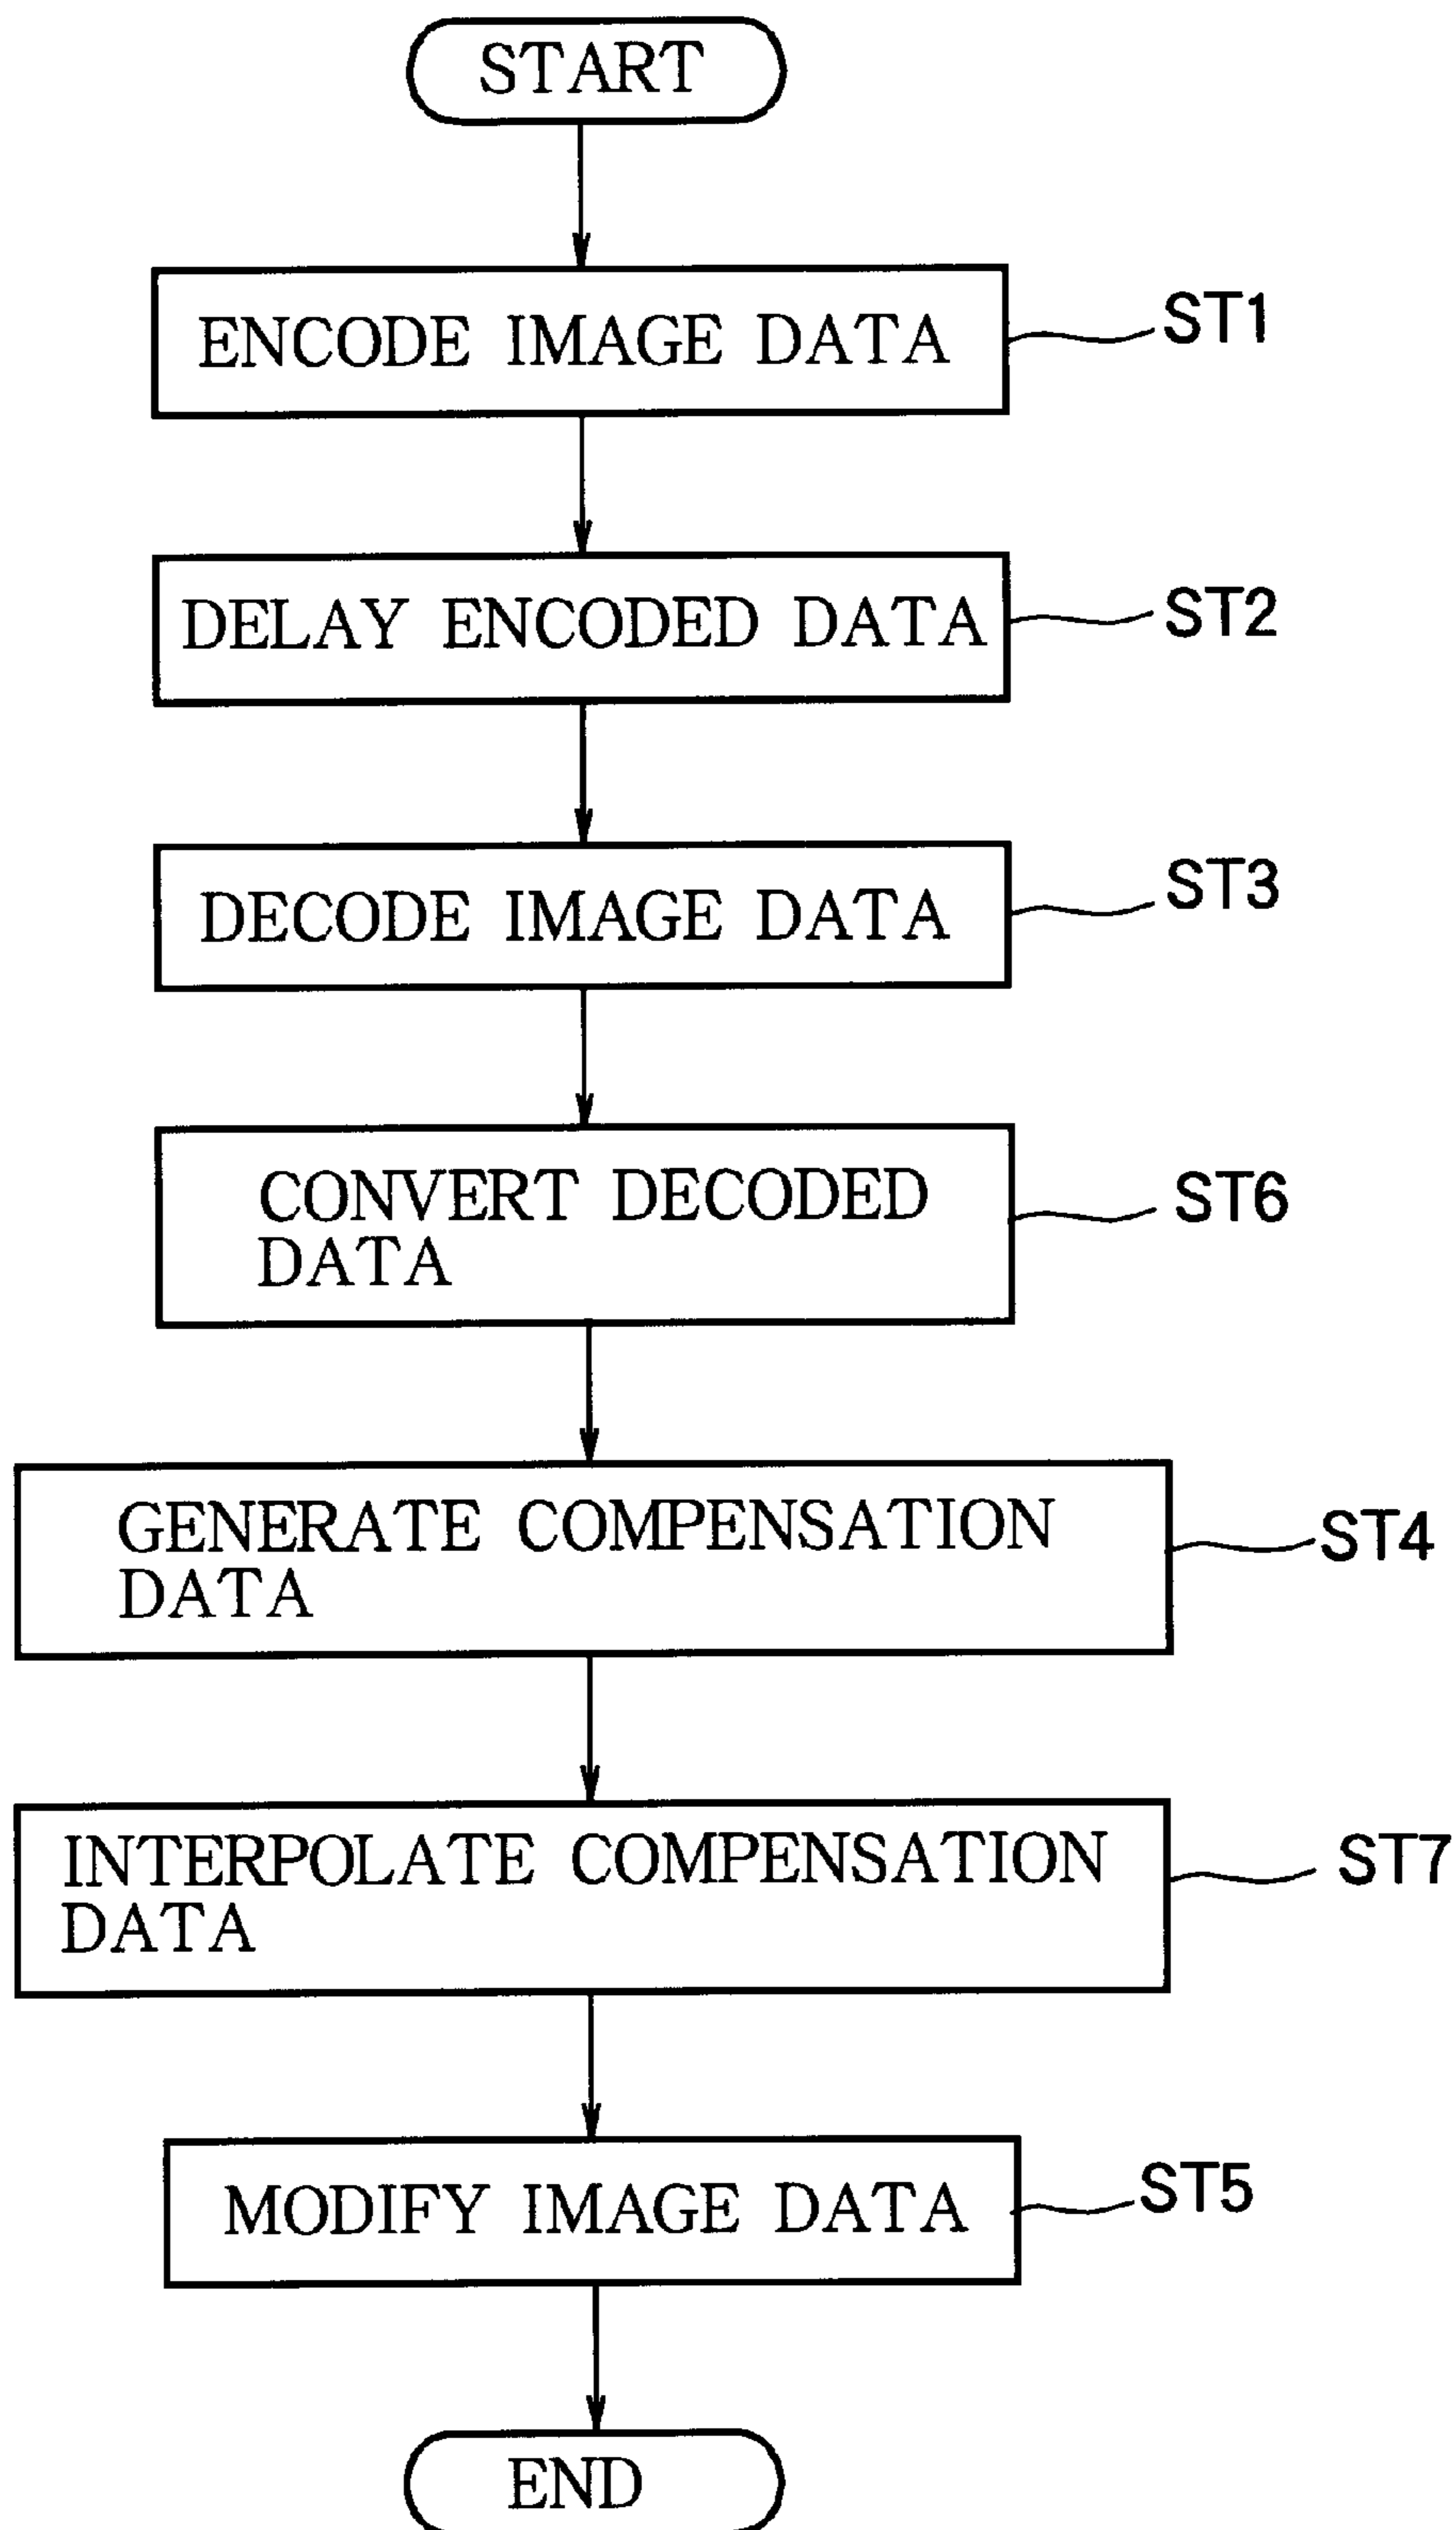 START
ENCODE IMAGE DATA
ST1
DELAY ENCODED DATA
ST2
DECODE IMAGE DATA
ST3
CONVERT DECODED
DATA
ST6
GENERATE COMPENSATION
DATA
ST4
INTERPOLATE COMPENSATION
DATA
ST7
MODIFY IMAGE DATA
ST5
END